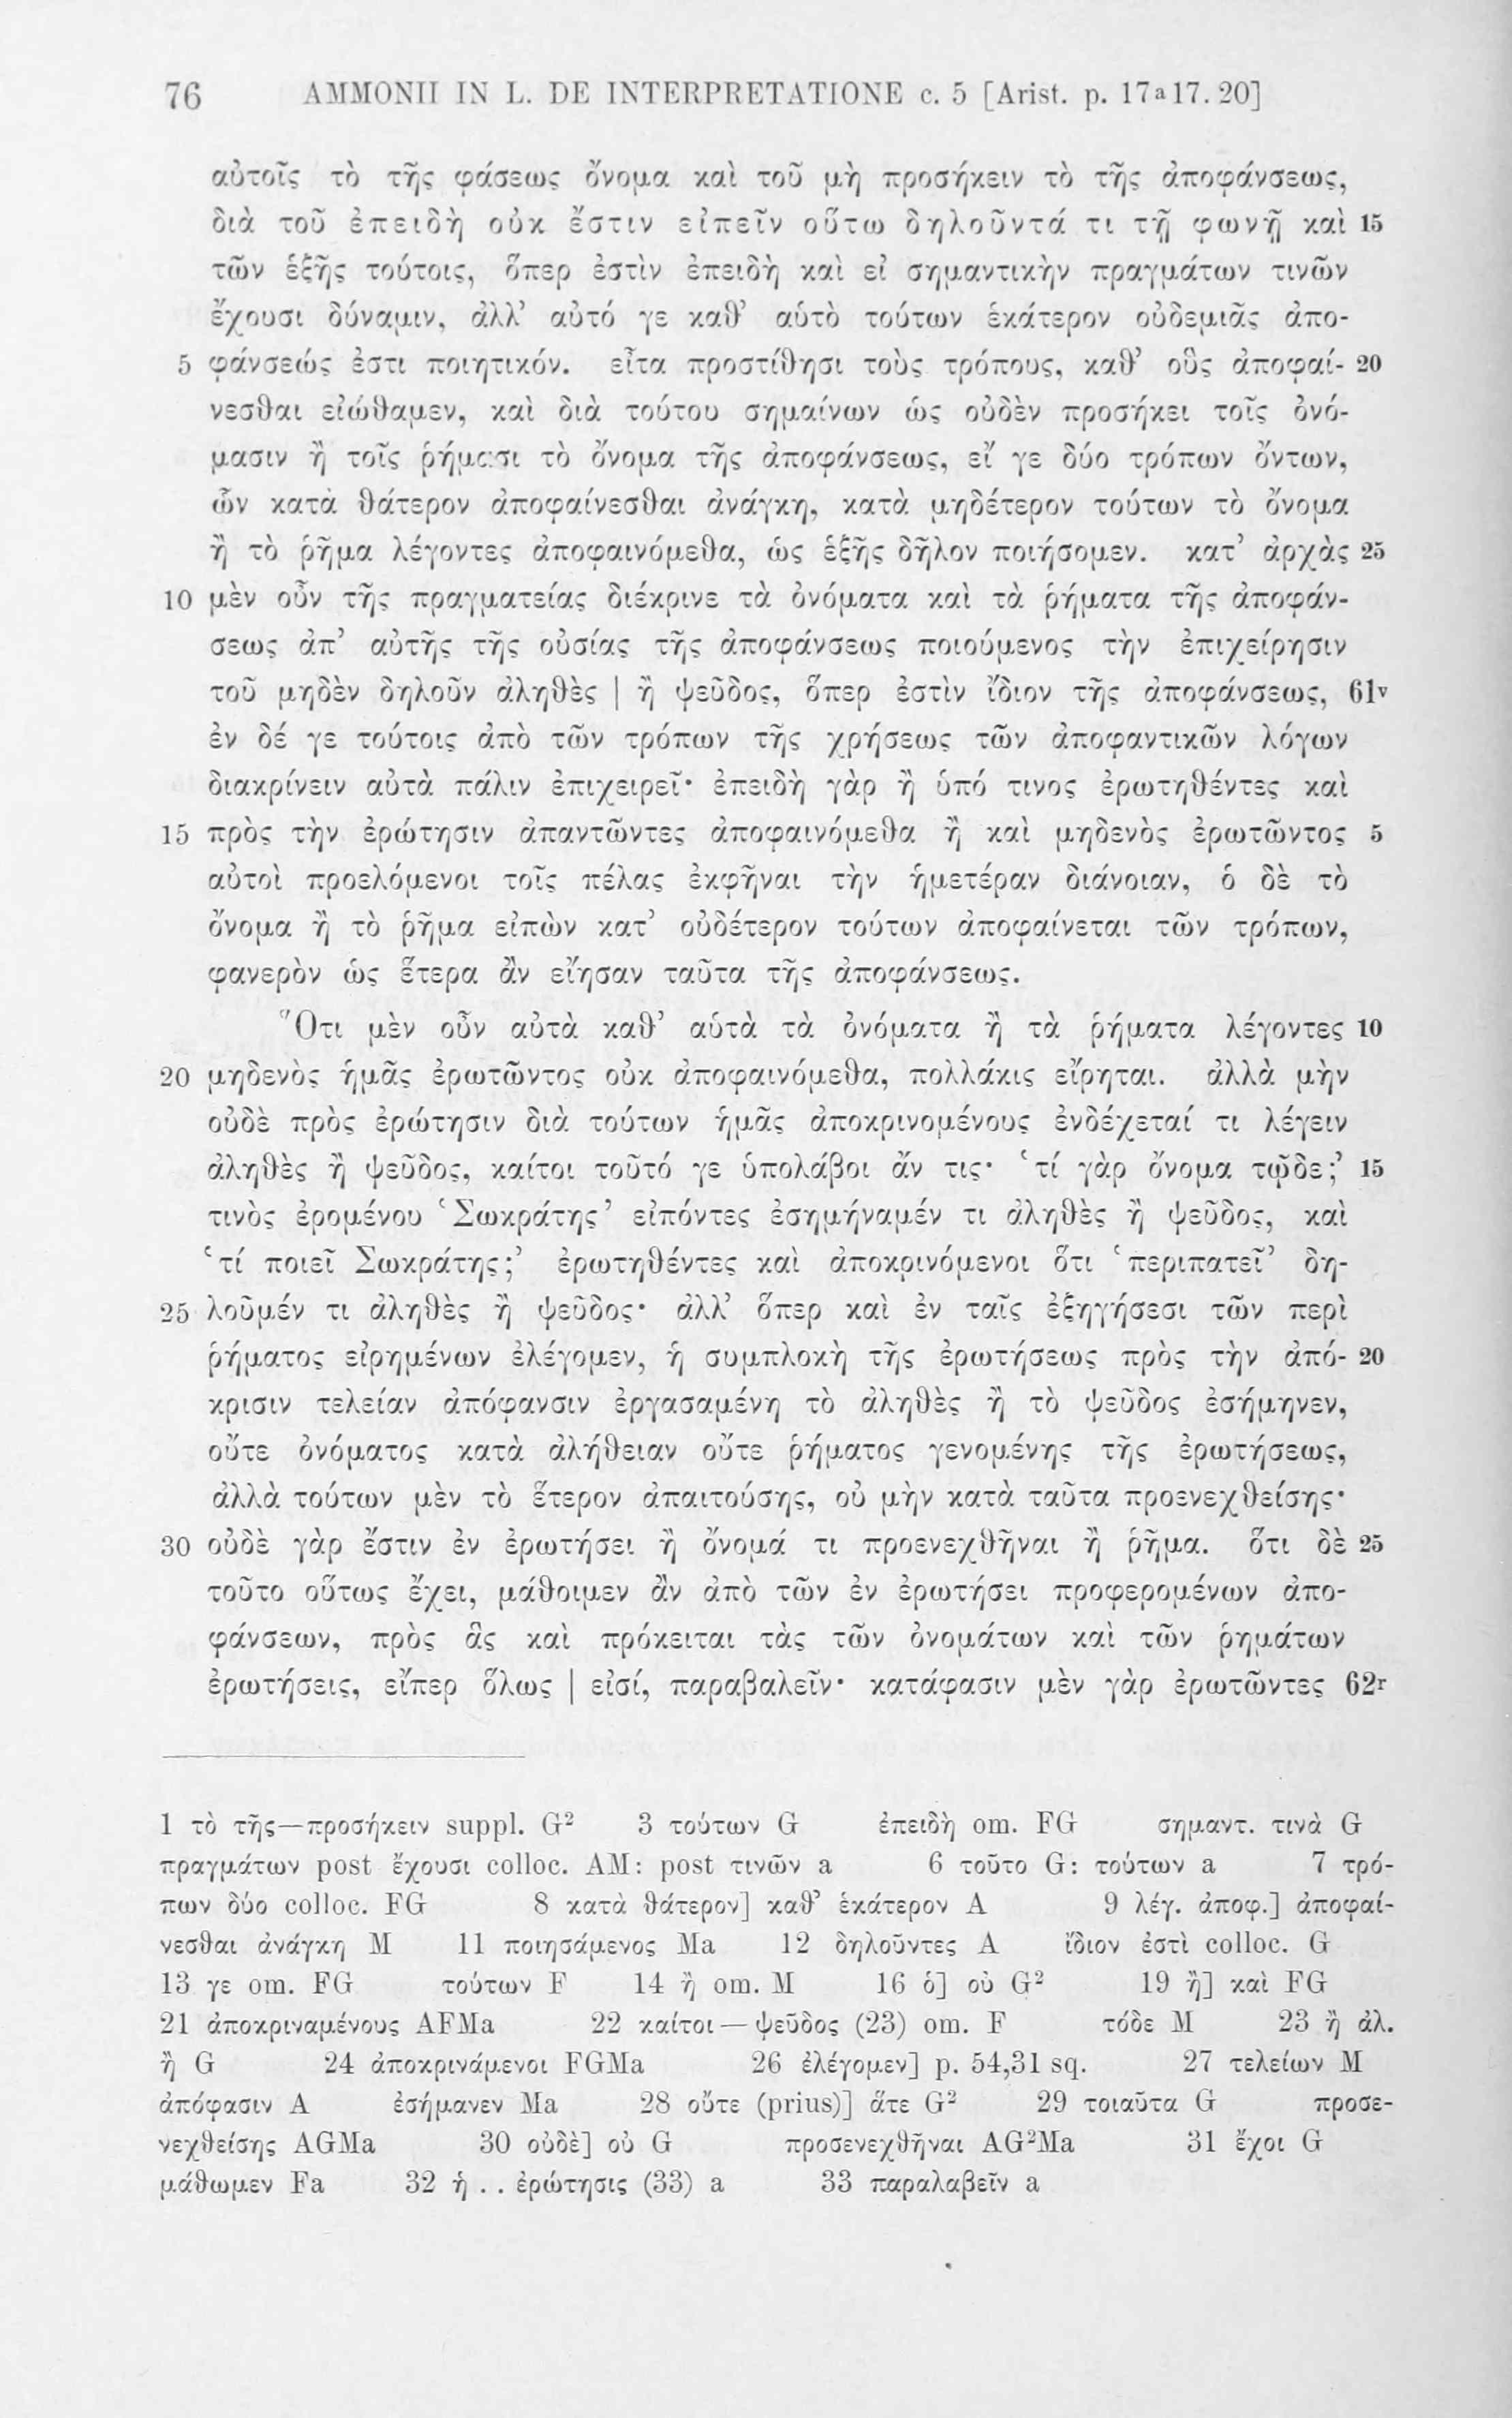 76 AMMONII IN L. DE INTERPRETATIONE c. 5 [Arist. p. 17ª17. 20]
αὐτοῖς τὸ τῆς φάσεως ὄνομα καὶ τοῦ μὴ προσήκειν τὸ τῆς ἀποφάνσεως,
διὰ τοῦ ἐπειδὴ οὐκ ἔστιν εἰπεῖν οὕτω δηλοῦντά τι τῇ φωνῇ καὶ 15
τῶν ἑξῆς τούτοις, ὅπερ ἐστὶν ἐπειδὴ καὶ εἰ σημαντικὴν πραγμάτων τινῶν
ἔχουσι δύναμιν, ἀλλ’ αὐτό γε καθ’ αὑτὸ τούτων ἑκάτερον οὐδεμιᾶς ἀπο-
5 φάνσεώς ἐστι ποιητικόν. εἶτα προστίθησι τοὺς τρόπους, καθ’ οὓς ἀποφαί- 20
νεσθαι εἰώθαμεν, καὶ διὰ τούτου σημαίνων ὡς οὐδὲν προσήκει τοῖς ὀνό-
μασιν ἢ τοῖς ῥήμασι τὸ ὄνομα τῆς ἀποφάνσεως, εἴ γε δύο τρόπων ὄντων,
ὧν κατὰ θάτερον ἀποφαίνεσθαι ἀνάγκη, κατὰ μηδέτερον τούτων τὸ ὄνομα
ἢ τὸ ῥῆμα λέγοντες ἀποφαινόμεθα, ὡς ἑξῆς δῆλον ποιήσομεν. κατ’ ἀρχὰς 25
10 μὲν οὖν τῆς πραγματείας διέκρινε τὰ ὀνόματα καὶ τὰ ῥήματα τῆς ἀποφάν-
σεως ἀπ’ αὐτῆς τῆς οὐσίας τῆς ἀποφάνσεως ποιούμενος τὴν ἐπιχείρησιν
τοῦ μηδὲν δηλοῦν ἀληθὲς | ἢ ψεῦδος, ὅπερ ἐστὶν ἴδιον τῆς ἀποφάνσεως, 61ᵛ
ἐν δέ γε τούτοις ἀπὸ τῶν τρόπων τῆς χρήσεως τῶν ἀποφαντικῶν λόγων
διακρίνειν αὐτὰ πάλιν ἐπιχειρεῖ· ἐπειδὴ γὰρ ἢ ὑπό τινος ἐρωτηθέντες καὶ
15 πρὸς τὴν ἐρώτησιν ἀπαντῶντες ἀποφαινόμεθα ἢ καὶ μηδενὸς ἐρωτῶντος 5
αὐτοὶ προελόμενοι τοῖς πέλας ἐκφῆναι τὴν ἡμετέραν διάνοιαν, ὁ δὲ τὸ
ὄνομα ἢ τὸ ῥῆμα εἰπὼν κατ’ οὐδέτερον τούτων ἀποφαίνεται τῶν τρόπων,
φανερὸν ὡς ἕτερα ἂν εἴησαν ταῦτα τῆς ἀποφάνσεως.
Ὅτι μὲν οὖν αὐτὰ καθ’ αὑτὰ τὰ ὀνόματα ἢ τὰ ῥήματα λέγοντες 10
20 μηδενὸς ἡμᾶς ἐρωτῶντος οὐκ ἀποφαινόμεθα, πολλάκις εἴρηται. ἀλλὰ μὴν
οὐδὲ πρὸς ἐρώτησιν διὰ τούτων ἡμᾶς ἀποκρινομένους ἐνδέχεταί τι λέγειν
ἀληθὲς ἢ ψεῦδος, καίτοι τοῦτό γε ὑπολάβοι ἄν τις· ‘τί γὰρ ὄνομα τῷδε;’ 15
τινὸς ἐρομένου ‘Σωκράτης’ εἰπόντες ἐσημήναμέν τι ἀληθὲς ἢ ψεῦδος, καὶ
‘τί ποιεῖ Σωκράτης;’ ἐρωτηθέντες καὶ ἀποκρινόμενοι ὅτι ‘περιπατεῖ’ δη-
25 λοῦμέν τι ἀληθὲς ἢ ψεῦδος· ἀλλ’ ὅπερ καὶ ἐν ταῖς ἐξηγήσεσι τῶν περὶ
ῥήματος εἰρημένων ἐλέγομεν, ἡ συμπλοκὴ τῆς ἐρωτήσεως πρὸς τὴν ἀπό- 20
κρισιν τελείαν ἀπόφανσιν ἐργασαμένη τὸ ἀληθὲς ἢ τὸ ψεῦδος ἐσήμηνεν,
οὔτε ὀνόματος κατὰ ἀλήθειαν οὔτε ῥήματος γενομένης τῆς ἐρωτήσεως,
ἀλλὰ τούτων μὲν τὸ ἕτερον ἀπαιτούσης, οὐ μὴν κατὰ ταῦτα προενεχθείσης·
30 οὐδὲ γὰρ ἔστιν ἐν ἐρωτήσει ἢ ὄνομά τι προενεχθῆναι ἢ ῥῆμα. ὅτι δὲ 25
τοῦτο οὕτως ἔχει, μάθοιμεν ἂν ἀπὸ τῶν ἐν ἐρωτήσει προφερομένων ἀπο-
φάνσεων, πρὸς ἃς καὶ πρόκειται τὰς τῶν ὀνομάτων καὶ τῶν ῥημάτων
ἐρωτήσεις, εἴπερ ὅλως | εἰσί, παραβαλεῖν· κατάφασιν μὲν γὰρ ἐρωτῶντες 62ʳ
1 τὸ τῆς—προσήκειν suppl. G² 3 τούτων G ἐπειδὴ om. FG σημαντ. τινὰ G
πραγμάτων post ἔχουσι colloc. AM: post τινῶν a 6 τοῦτο G: τούτων a 7 τρό-
πων δύο colloc. FG 8 κατὰ θάτερον] καθ’ ἑκάτερον A 9 λέγ. ἀποφ.] ἀποφαί-
νεσθαι ἀνάγκη M 11 ποιησάμενος Ma 12 δηλοῦντες A ἴδιον ἐστὶ colloc. G
13 γε om. FG τούτων F 14 ἢ om. M 16 ὁ] οὐ G² 19 ἢ] καὶ FG
21 ἀποκριναμένους AFMa 22 καίτοι—ψεῦδος (23) om. F τόδε M 23 ἢ ἀλ.
ἢ G 24 ἀποκρινάμενοι FGMa 26 ἐλέγομεν] p. 54,31 sq. 27 τελείων M
ἀπόφασιν A ἐσήμανεν Ma 28 οὔτε (prius)] ἅτε G² 29 τοιαῦτα G προσε-
νεχθείσης AGMa 30 οὐδὲ] οὐ G προσενεχθῆναι AG²Ma 31 ἔχοι G
μάθωμεν Fa 32 ἡ . . ἐρώτησις (33) a 33 παραλαβεῖν a